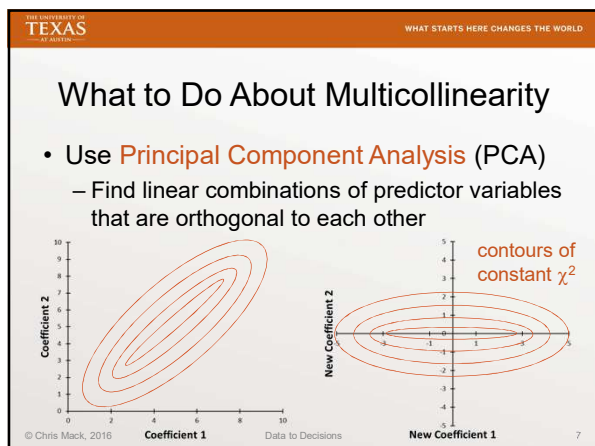 THE UNIVERSITY OF
TEXAS
AT AUSTIN
WHAT STARTS HERE CHANGES THE WORLD
What to Do About Multicollinearity
• Use Principal Component Analysis (PCA)
– Find linear combinations of predictor variables
that are orthogonal to each other
10
9
8
7
6
5
4
3
2
1
0
0 2 4 6 8 10
Coefficient 2
Coefficient 1
contours of
constant χ²
5
4
3
2
1
0
-1
-2
-3
-4
-5
-5 -3 -1 1 3 5
New Coefficient 2
New Coefficient 1
© Chris Mack, 2016
Data to Decisions
7